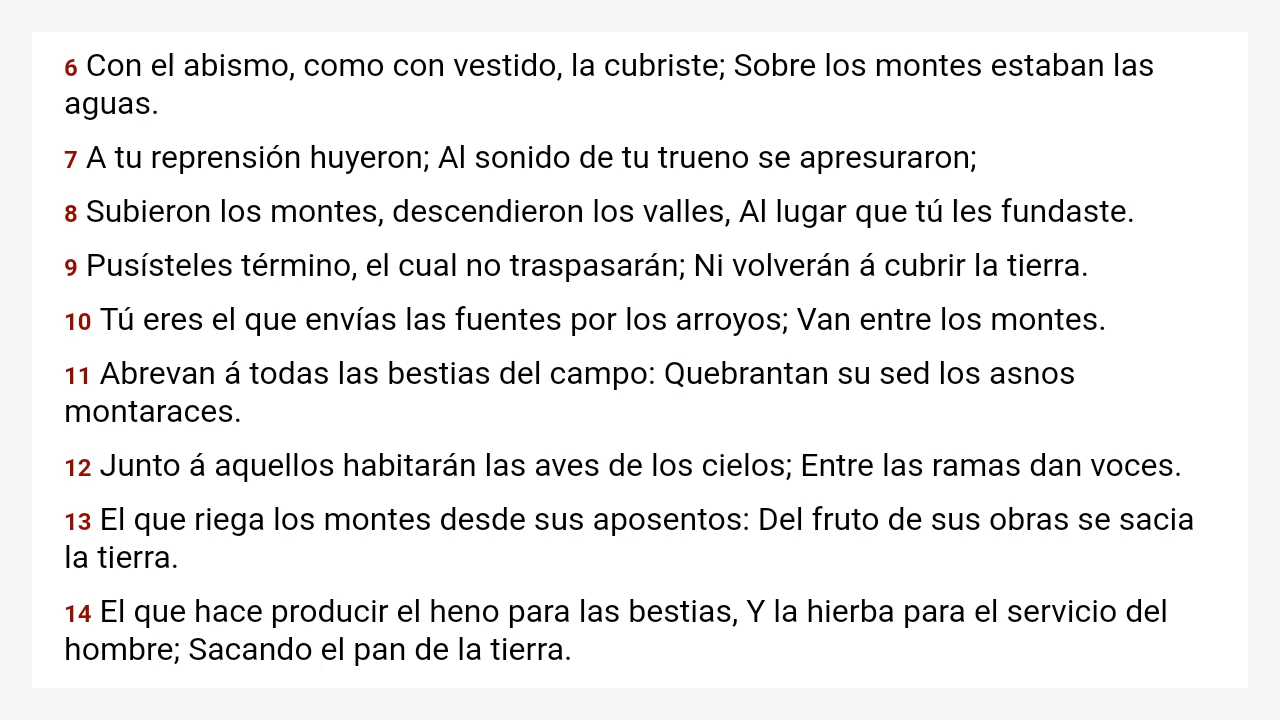 6 Con el abismo, como con vestido, la cubriste; Sobre los montes estaban las
aguas.
7 A tu reprensión huyeron; Al sonido de tu trueno se apresuraron;
8 Subieron los montes, descendieron los valles, Al lugar que tú les fundaste.
9 Pusísteles término, el cual no traspasarán; Ni volverán á cubrir la tierra.
10 Tú eres el que envías las fuentes por los arroyos; Van entre los montes.
11 Abrevan á todas las bestias del campo: Quebrantan su sed los asnos
montaraces.
12 Junto á aquellos habitarán las aves de los cielos; Entre las ramas dan voces.
13 El que riega los montes desde sus aposentos: Del fruto de sus obras se sacia
la tierra.
14 El que hace producir el heno para las bestias, Y la hierba para el servicio del
hombre; Sacando el pan de la tierra.